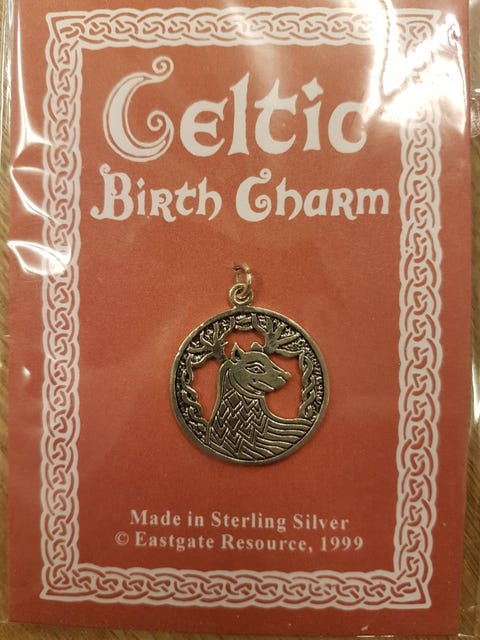 Celtic
Birth Charm
Made in Sterling Silver
© Eastgate Resource, 1999